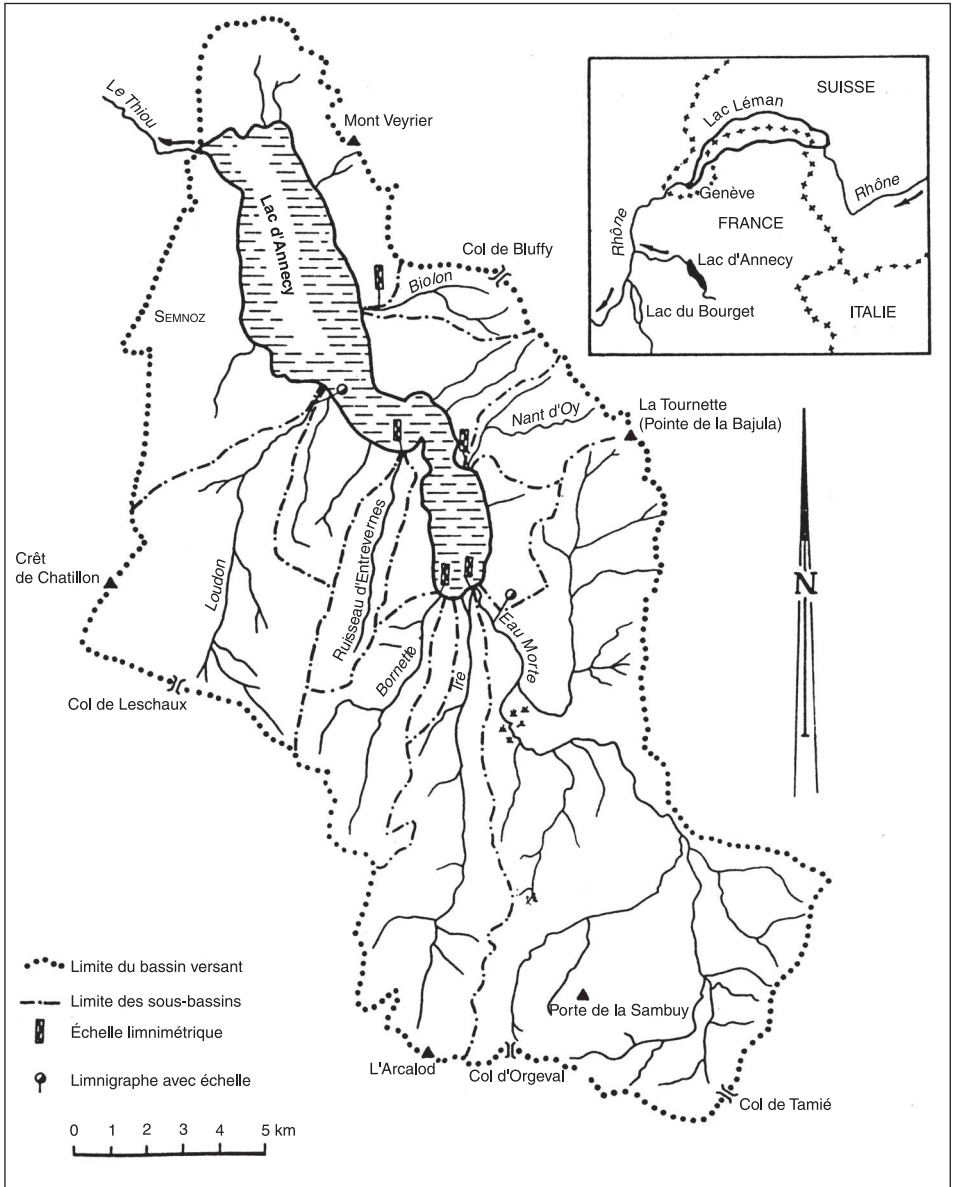 Le Thiou
Mont Veyrier
Lac d'Annecy
Col de Bluffy
Biolon
SEMNOZ
Nant d'Oy
La Tournette
(Pointe de la Bajula)
Crêt
de Chatillon
Loudon
Ruisseau d'Entrevernes
Bornette
Ire
Eau Morte
Col de Leschaux
N
SUISSE
Lac Léman
Genève
Rhône
FRANCE
Rhône
Lac d'Annecy
Lac du Bourget
ITALIE
Porte de la Sambuy
L'Arcalod
Col d'Orgeval
Col de Tamié
Limite du bassin versant
Limite des sous-bassins
Échelle limnimétrique
Limnigraphe avec échelle
0 1 2 3 4 5 km